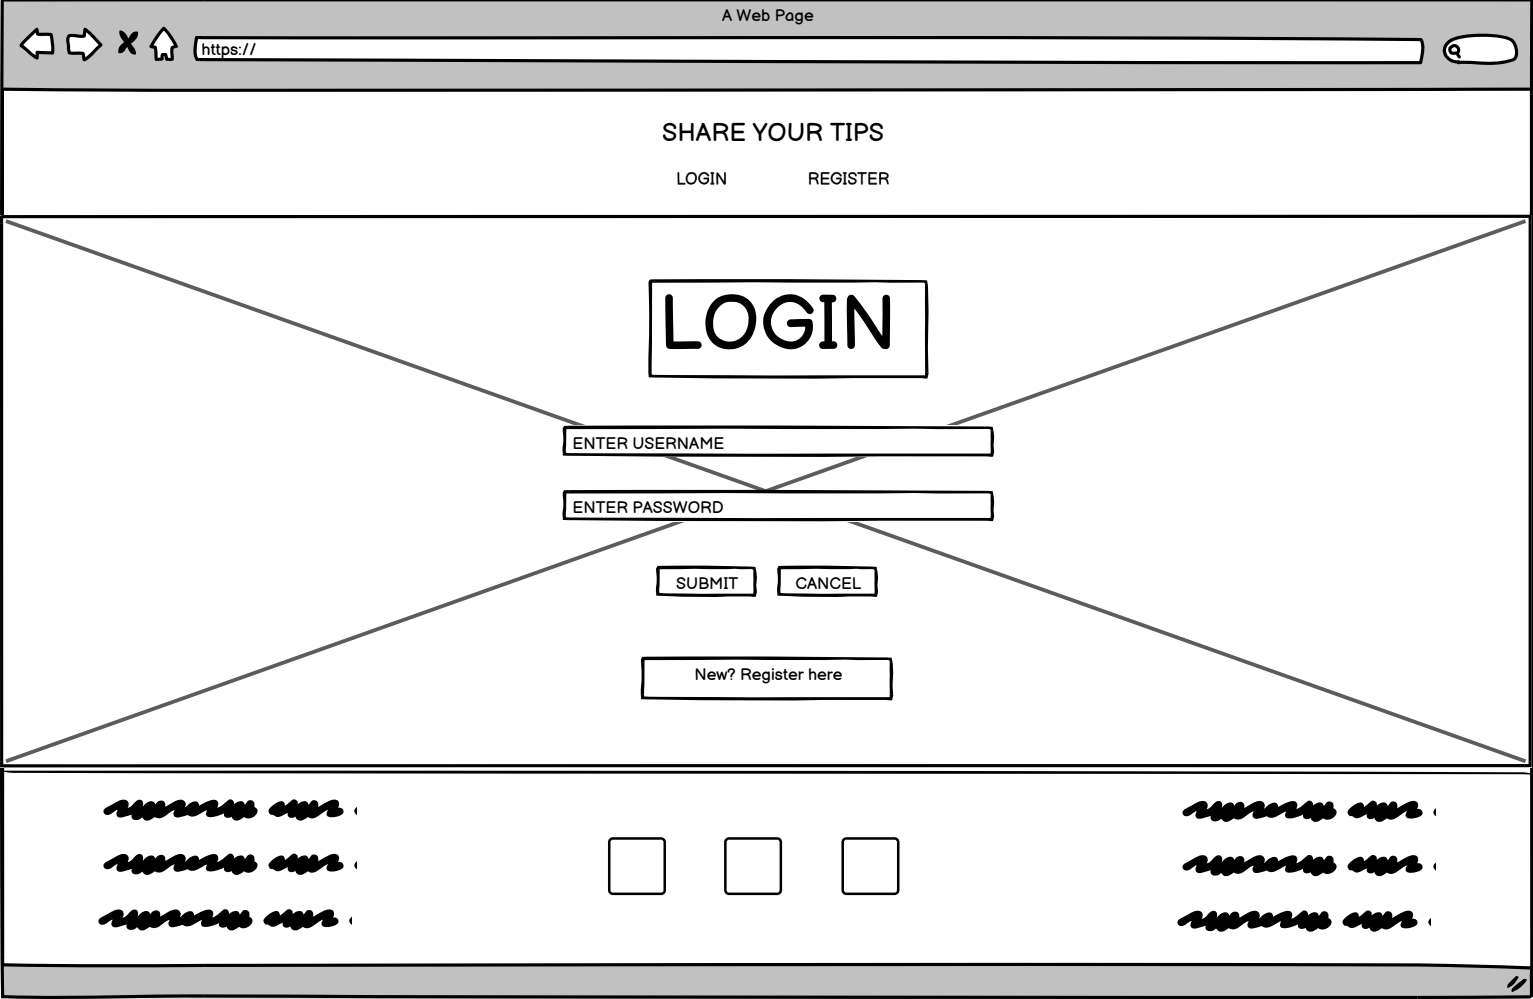 A Web Page
https://
SHARE YOUR TIPS
LOGIN REGISTER
LOGIN
ENTER USERNAME
ENTER PASSWORD
SUBMIT CANCEL
New? Register here